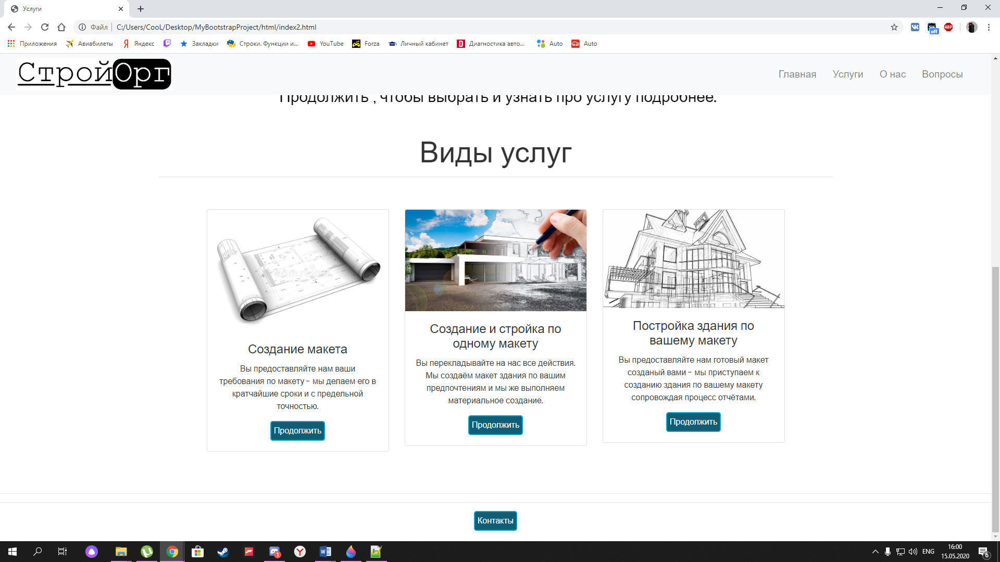 Услуги
Файл
C:/Users/CooL/Desktop/MyBootstrapProject/html/index2.html
off
ABP
Приложения
Авиабилеты
Яндекс
Закладки
Строки. Функции и...
YouTube
Forza
Личный кабинет
Диагностика авто...
Auto
Auto
СтройОрг
Главная
Услуги
О нас
Вопросы
Продолжить , чтобы выбрать и узнать про услугу подробнее.
Виды услуг
Создание макета
Вы предоставляйте нам ваши
требования по макету - мы делаем его в
кратчайшие сроки и с предельной
точностью.
Продолжить
Создание и стройка по
одному макету
Вы перекладывайте на нас все действия.
Мы создаём макет здания по вашим
предпочтениям и мы же выполняем
материальное создание.
Продолжить
Постройка здания по
вашему макету
Вы предоставляйте нам готовый макет
созданый вами - мы приступаем к
созданию здания по вашему макету
сопровождая процесс отчётами.
Продолжить
Контакты
1
ENG
16:00
15.05.2020
6